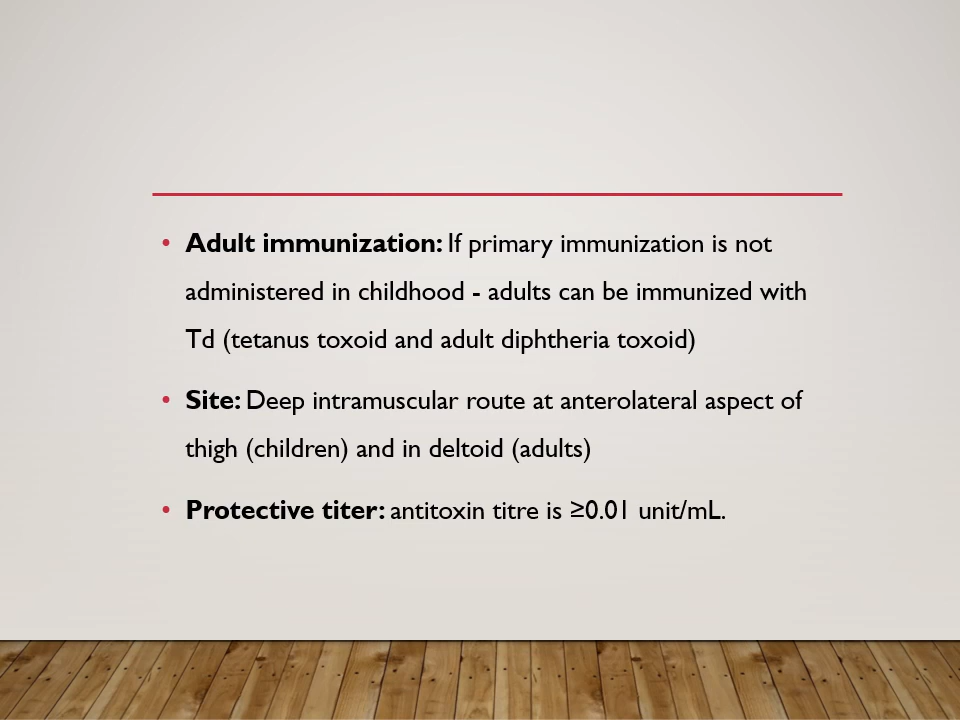 • Adult immunization: If primary immunization is not
administered in childhood - adults can be immunized with
Td (tetanus toxoid and adult diphtheria toxoid)
• Site: Deep intramuscular route at anterolateral aspect of
thigh (children) and in deltoid (adults)
• Protective titer: antitoxin titre is ≥0.01 unit/mL.